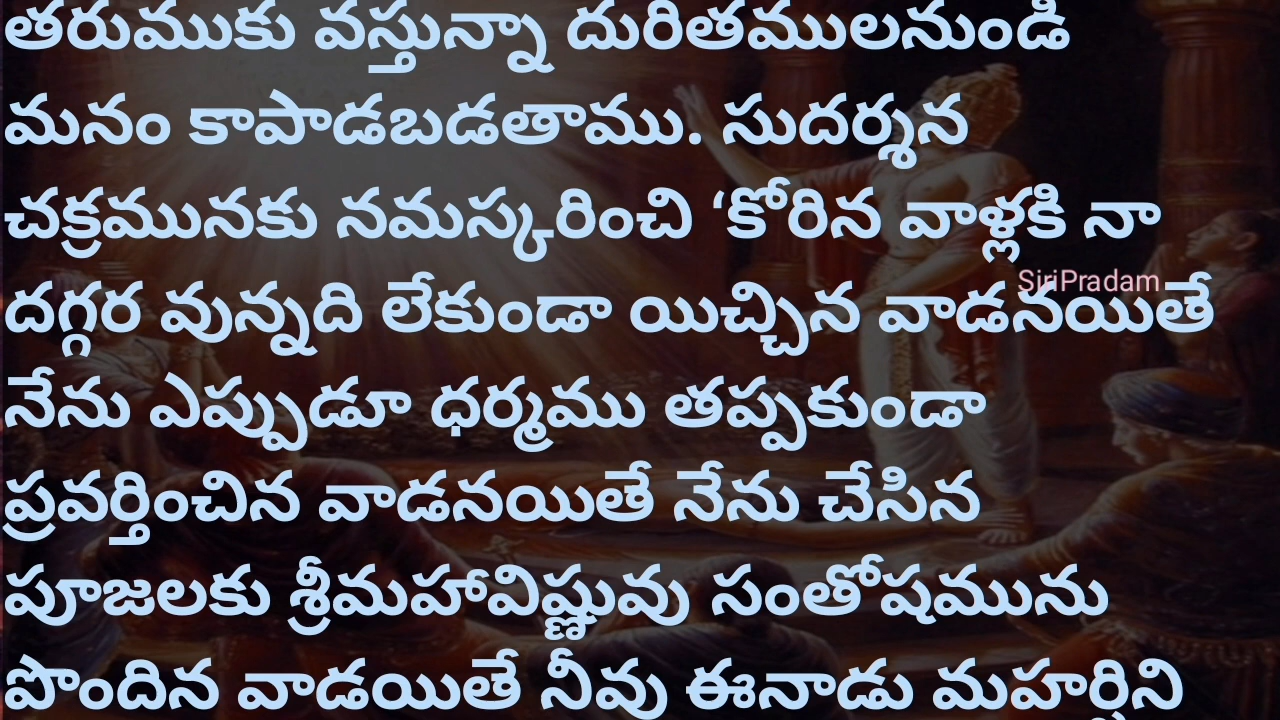 తరుముకు వస్తున్నా దురితములనుండి
మనం కాపాడబడతాము. సుదర్శన
చక్రమునకు నమస్కరించి ‘కోరిన వాళ్లకి నా
SiriPradam
దగ్గర వున్నది లేకుండా యిచ్చిన వాడనయితే
నేను ఎప్పుడూ ధర్మము తప్పకుండా
ప్రవర్తించిన వాడనయితే నేను చేసిన
పూజలకు శ్రీమహావిష్ణువు సంతోషమును
పొందిన వాడయితే నీవు ఈనాడు మహర్షిని